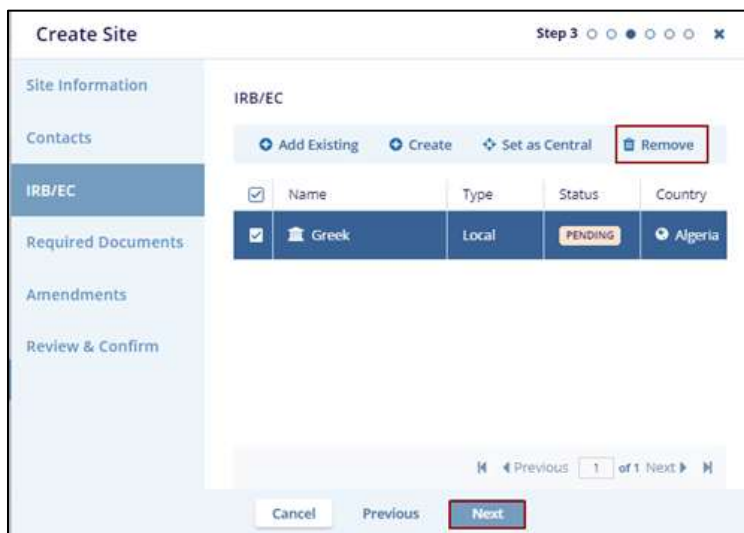 Create Site
Step 3
Site Information
Contacts
IRB/EC
Required Documents
Amendments
Review & Confirm
IRB/EC
Add Existing Create Set as Central Remove
Name Type Status Country
Greek Local PENDING Algeria
Previous 1 of 1 Next
Cancel Previous Next